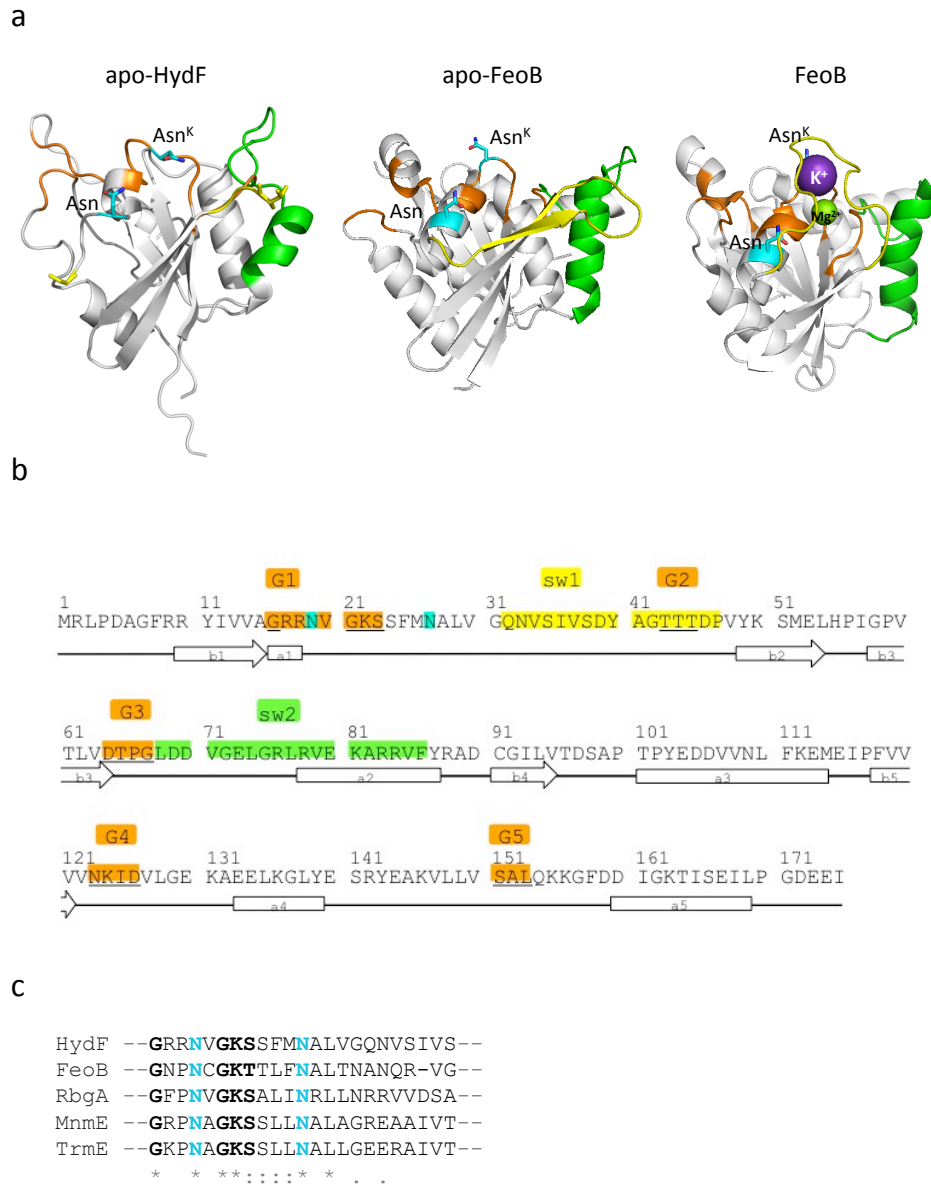 a
apo-HydF apo-FeoB FeoB
Asn^K Asn^K Asn^K
K+
Mg2+
Asn Asn Asn
b
G1 sw1 G2
1 11 21 31 41 51
MRLPDAGFRR YIVVAGRRNV GKSSFMNALV GQNVSIVSDY AGTTTDPVYK SMELHPIGPV
b1 a1 b2 b3
G3 sw2
61 71 81 91 101 111
TLVDTPGLDD VGELGRLRVE KARRVFYRAD CGILVTDSAP TPYEDDVVNL FKEMEIPFVV
b3 a2 b4 a3 b5
G4 G5
121 131 141 151 161 171
VVNKIDVLGE KAEELKGLYE SRYEAKVLLV SALQKKGFDD IGKTISEILP GDEEI
a4 a5
c
HydF --GRRNVGKSSFMNALVGQNVSIVS--
FeoB --GNPNCGKTTLFNALTNANQR-VG--
RbgA --GFPNVGKSALINRLLNRRVVDSA--
MnmE --GRPNAGKSSLLNALAGREAAIVT--
TrmE --GKPNAGKSSLLNALLGEERAIVT--
*  * **::::* * . .